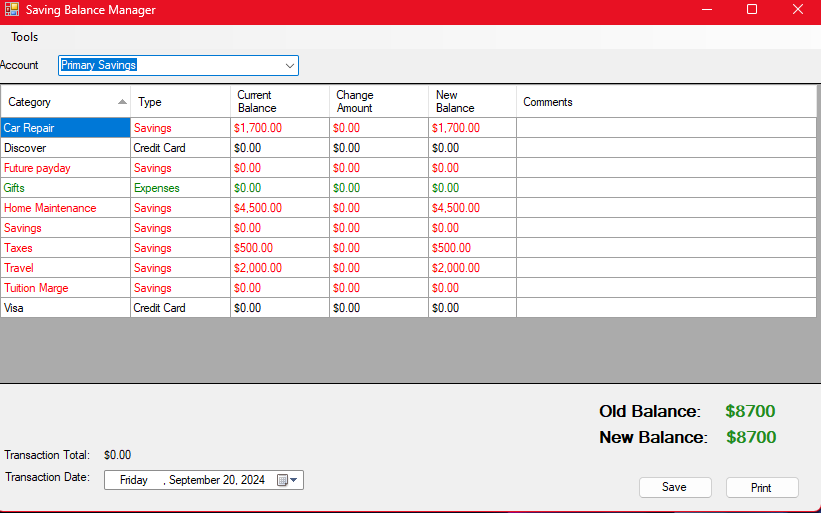 Saving Balance Manager
Tools
Account Primary Savings
Category Type Current Balance Change Amount New Balance Comments
Car Repair Savings $1,700.00 $0.00 $1,700.00
Discover Credit Card $0.00 $0.00 $0.00
Future payday Savings $0.00 $0.00 $0.00
Gifts Expenses $0.00 $0.00 $0.00
Home Maintenance Savings $4,500.00 $0.00 $4,500.00
Savings Savings $0.00 $0.00 $0.00
Taxes Savings $500.00 $0.00 $500.00
Travel Savings $2,000.00 $0.00 $2,000.00
Tuition Marge Savings $0.00 $0.00 $0.00
Visa Credit Card $0.00 $0.00 $0.00
Old Balance: $8700
New Balance: $8700
Transaction Total: $0.00
Transaction Date: Friday , September 20, 2024
Save Print